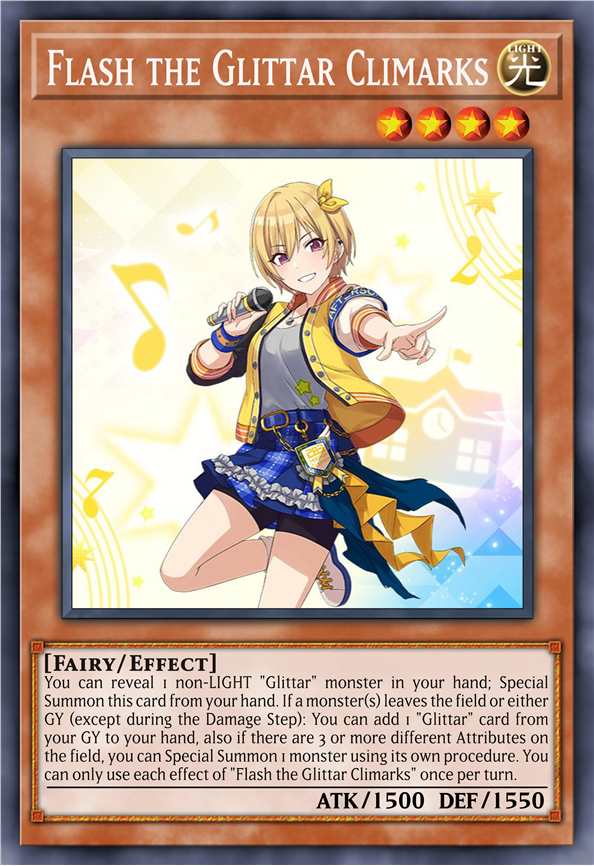 Flash the Glittar Climarks
LIGHT
光
[Fairy/Effect]
You can reveal 1 non-LIGHT "Glittar" monster in your hand; Special
Summon this card from your hand. If a monster(s) leaves the field or either
GY (except during the Damage Step): You can add 1 "Glittar" card from
your GY to your hand, also if there are 3 or more different Attributes on
the field, you can Special Summon 1 monster using its own procedure. You
can only use each effect of "Flash the Glittar Climarks" once per turn.
ATK/1500 DEF/1550